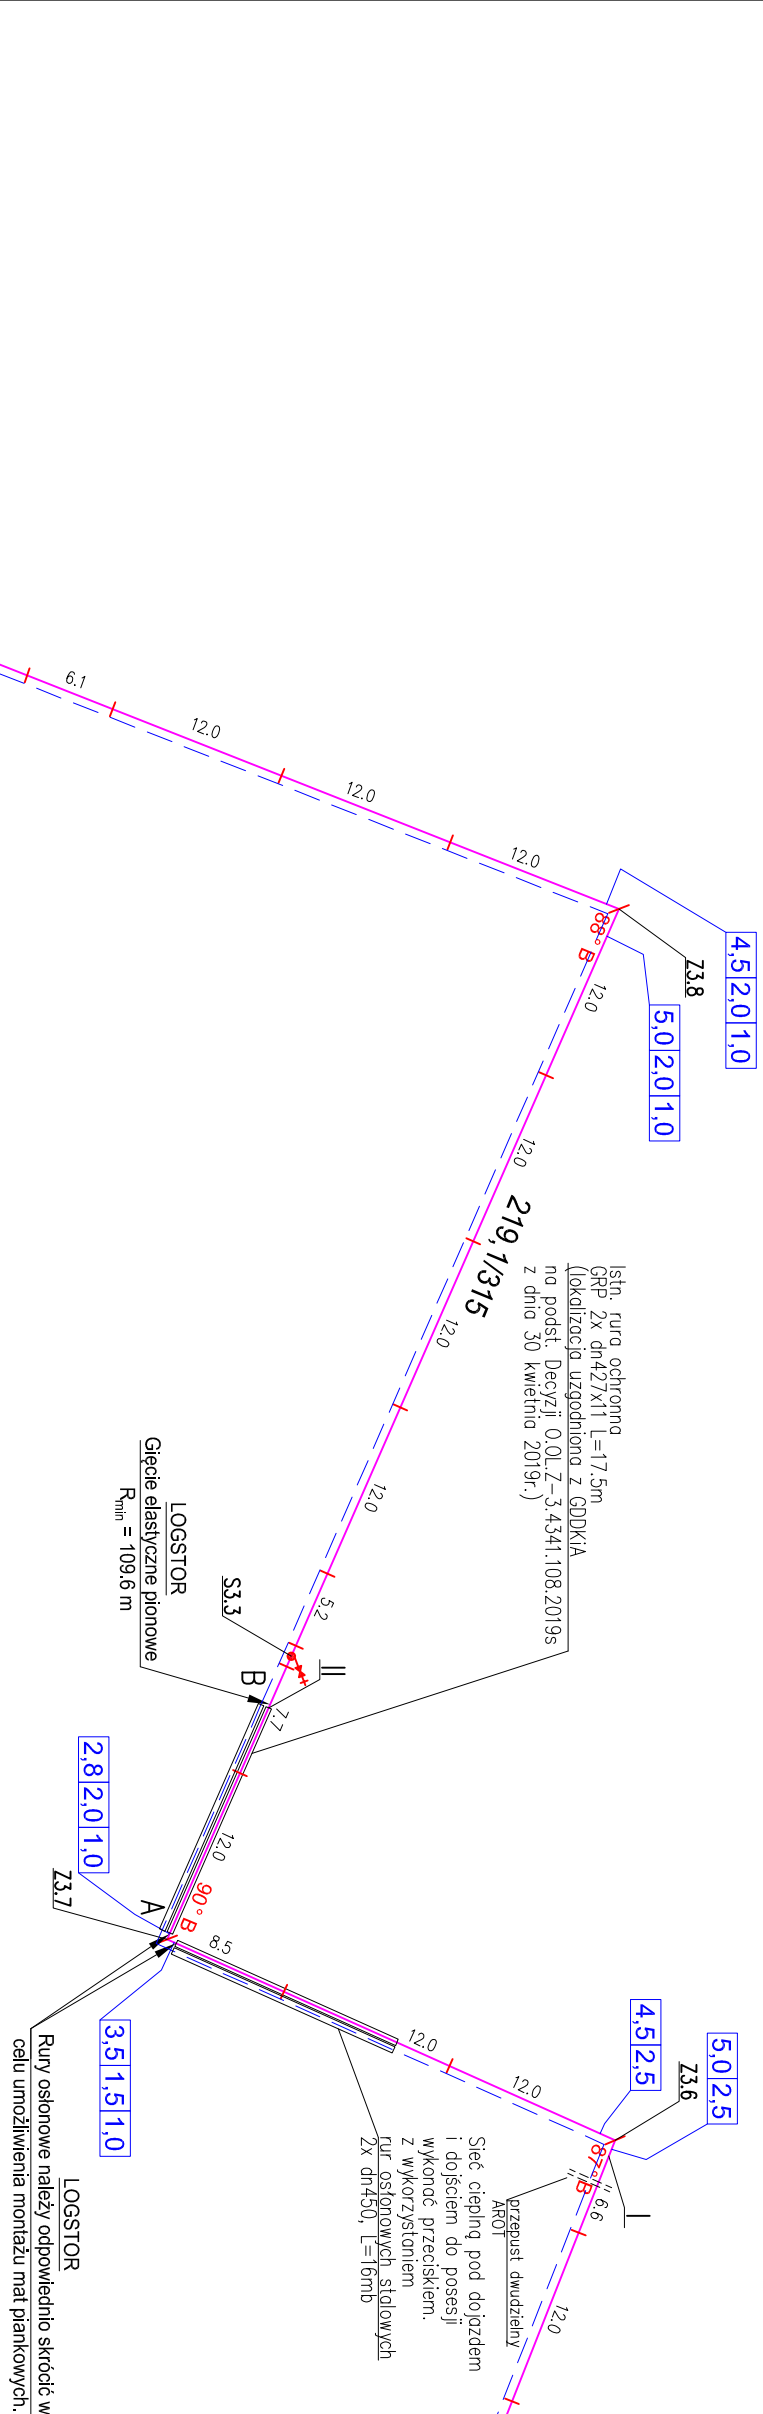 6.1
12.0
12.0
12.0
4,5 2,0 1,0
Z3.8
5,0 2,0 1,0
88° B
12.0
12.0
219,1/315
12.0
12.0
5.2
Istn. rura ochronna
GRP 2x dn427x11 L=17.5m
(lokalizacja uzgodniona z GDDKiA
na podst. Decyzji O.OL.Z-3.4341.108.2019s
z dnia 30 kwietnia 2019r.)
LOGSTOR
Gięcie elastyczne pionowe
Rmin = 109.6 m
S3.3
II
B
7.7
12.0
2,8 2,0 1,0
Z3.7
A
90° B
8.5
3,5 1,5 1,0
12.0
12.0
4,5 2,5
5,0 2,5
Z3.6
87° B
I
6.6
12.0
przepust dwudzielny
AROT
Sieć cieplną pod dojazdem
i dojściem do posesji
wykonać przeciskiem.
z wykorzystaniem
rur osłonowych stalowych
2x dn450, L=16mb
LOGSTOR
Rury osłonowe należy odpowiednio skrócić w
celu umożliwienia montażu mat piankowych.